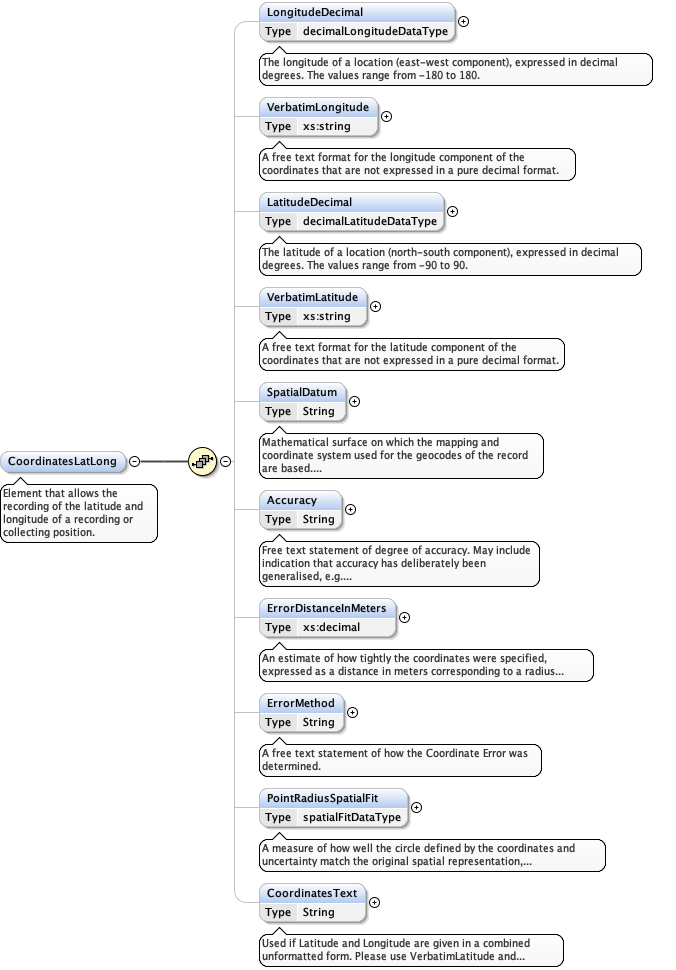 LongitudeDecimal
Type decimalLongitudeDataType
The longitude of a location (east-west component), expressed in decimal
degrees. The values range from -180 to 180.
VerbatimLongitude
Type xs:string
A free text format for the longitude component of the
coordinates that are not expressed in a pure decimal format.
LatitudeDecimal
Type decimalLatitudeDataType
The latitude of a location (north-south component), expressed in decimal
degrees. The values range from -90 to 90.
VerbatimLatitude
Type xs:string
A free text format for the latitude component of the
coordinates that are not expressed in a pure decimal format.
SpatialDatum
Type String
Mathematical surface on which the mapping and
coordinate system used for the geocodes of the record
are based....
CoordinatesLatLong
Element that allows the
recording of the latitude and
longitude of a recording or
collecting position.
Accuracy
Type String
Free text statement of degree of accuracy. May include
indication that accuracy has deliberately been
generalised, e.g....
ErrorDistanceInMeters
Type xs:decimal
An estimate of how tightly the coordinates were specified,
expressed as a distance in meters corresponding to a radius...
ErrorMethod
Type String
A free text statement of how the Coordinate Error was
determined.
PointRadiusSpatialFit
Type spatialFitDataType
A measure of how well the circle defined by the coordinates and
uncertainty match the original spatial representation,...
CoordinatesText
Type String
Used if Latitude and Longitude are given in a combined
unformatted form. Please use VerbatimLatitude and...